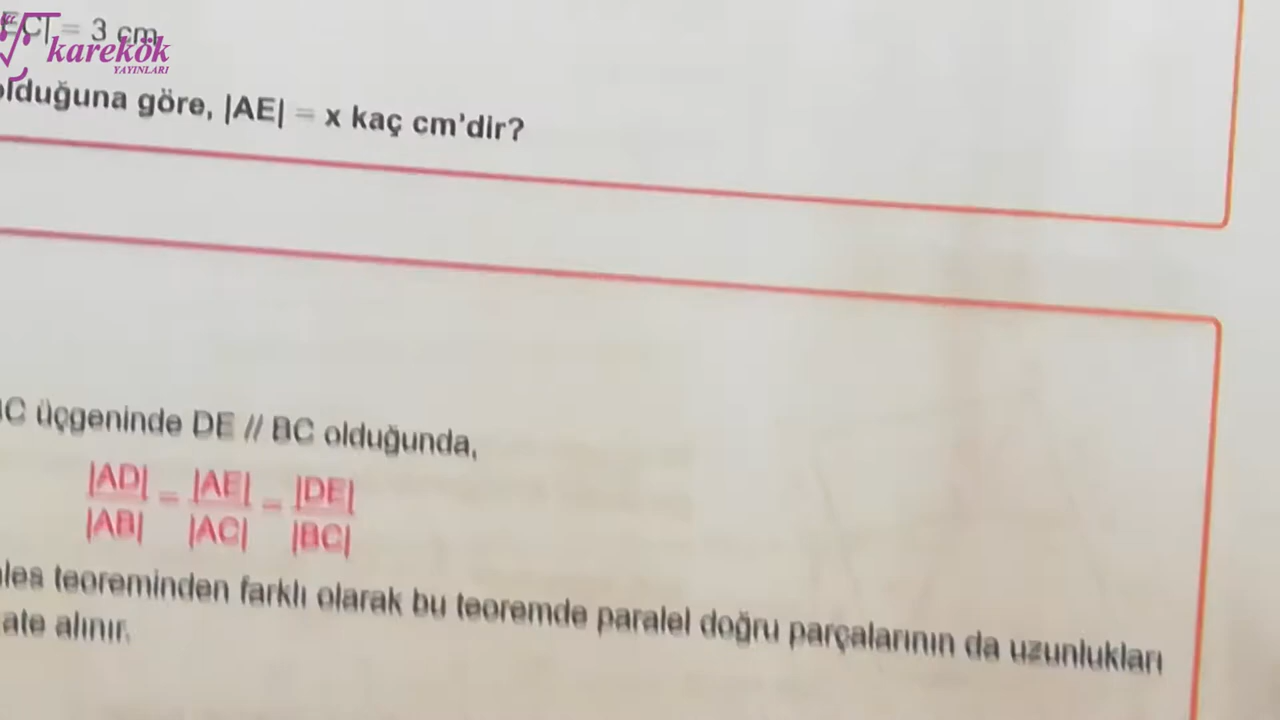 = 3 cm
karekök
YAYINLARI
olduğuna göre, |AE| = x kaç cm'dir?
üçgeninde DE // BC olduğunda,
|AD| / |AB| = |AE| / |AC| = |DE| / |BC|
teoreminden farklı olarak bu teoremde paralel doğru parçalarının da uzunlukları
alınır.